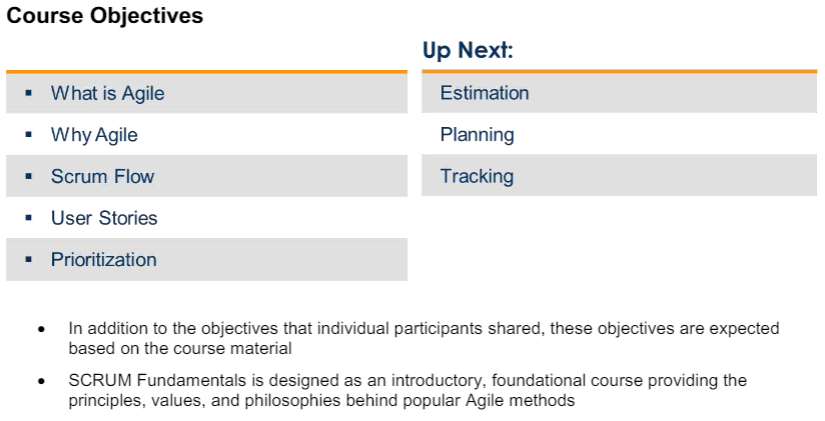 Course Objectives
Up Next:
▪ What is Agile
▪ Why Agile
▪ Scrum Flow
▪ User Stories
▪ Prioritization
Estimation
Planning
Tracking
• In addition to the objectives that individual participants shared, these objectives are expected
based on the course material
• SCRUM Fundamentals is designed as an introductory, foundational course providing the
principles, values, and philosophies behind popular Agile methods